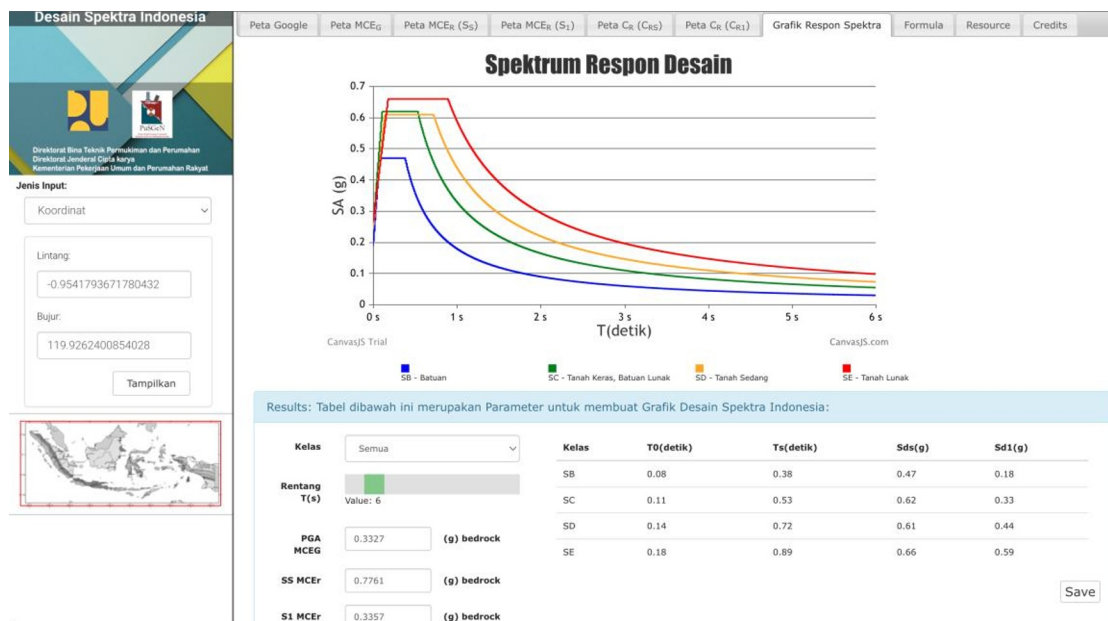 Desain Spektra Indonesia
PuSGeN
Direktorat Bina Teknik Permukiman dan Perumahan
Direktorat Jenderal Cipta karya
Kementerian Pekerjaan Umum dan Perumahan Rakyat
Jenis Input:
Koordinat
Lintang:
-0.9541793671780432
Bujur:
119.9262400854028
Tampilkan
Peta Google Peta MCEG Peta MCER (SS) Peta MCER (S1) Peta CR (CRS) Peta CR (CR1) Grafik Respon Spektra Formula Resource Credits
Spektrum Respon Desain
SA (g)
0.7
0.6
0.5
0.4
0.3
0.2
0.1
0
0 s 1 s 2 s 3 s 4 s 5 s 6 s
T(detik)
CanvasJS Trial CanvasJS.com
SB - Batuan SC - Tanah Keras, Batuan Lunak SD - Tanah Sedang SE - Tanah Lunak
Results: Tabel dibawah ini merupakan Parameter untuk membuat Grafik Desain Spektra Indonesia:
Kelas Semua
Rentang T(s)
Value: 6
PGA MCEG 0.3327 (g) bedrock
SS MCEr 0.7761 (g) bedrock
S1 MCEr 0.3357 (g) bedrock
Kelas T0(detik) Ts(detik) Sds(g) Sd1(g)
SB 0.08 0.38 0.47 0.18
SC 0.11 0.53 0.62 0.33
SD 0.14 0.72 0.61 0.44
SE 0.18 0.89 0.66 0.59
Save